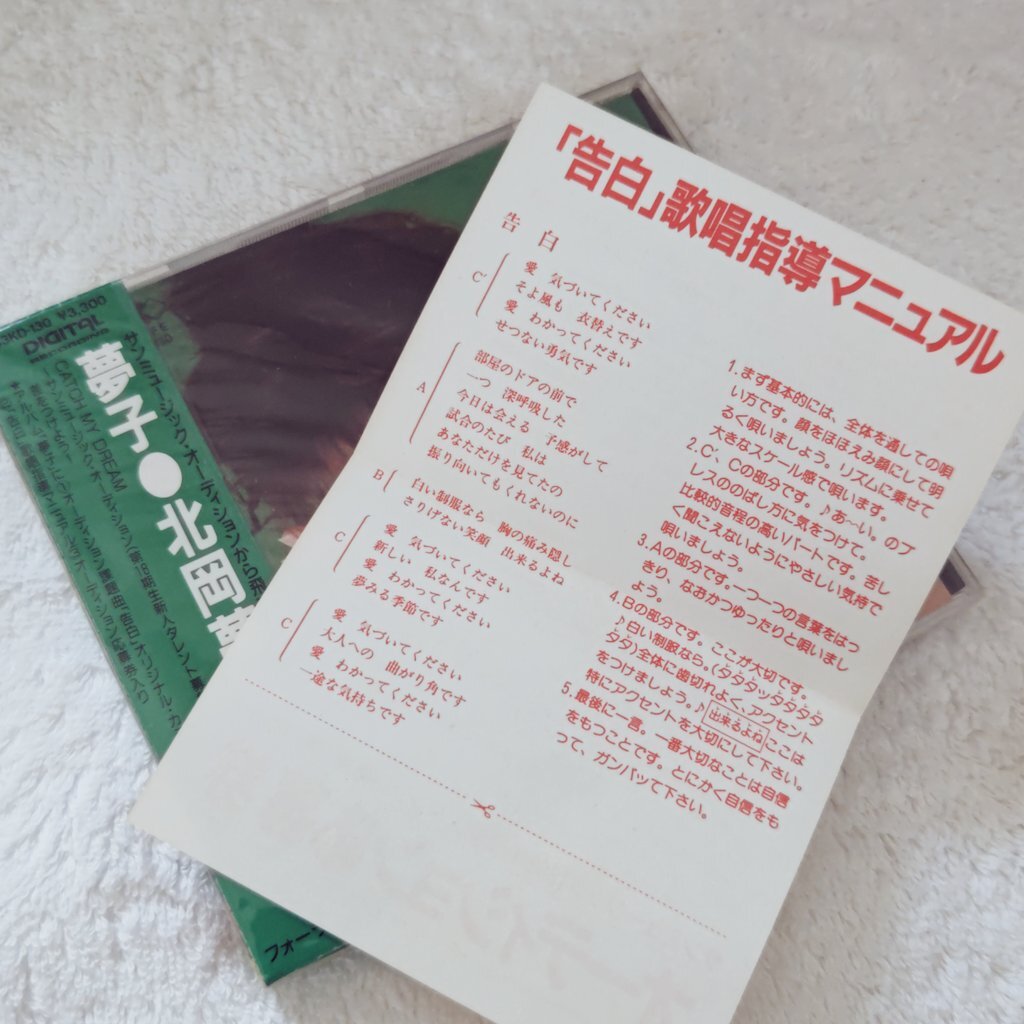 「告白」歌唱指導マニュアル
告白
C'
愛 気づいてください
そよ風も 衣替えです
愛 わかってください
せつない勇気です
A
部屋のドアの前で
一つ 深呼吸した
今日は会える 予感がして
試合のたび 私は
あなただけを見てたの
振り向いてもくれないのに
B
白い制服なら 胸の痛み隠し
さりげない笑顔 出来るよね
C
愛 気づいてください
新しい 私なんです
愛 わかってください
夢みる季節です
C
愛 気づいてください
大人への 曲がり角です
愛 わかってください
一途な気持ちです
1.まず基本的には、全体を通しての唄
い方です。顔をほほえみ顔にして明
るく唄いましょう。リズムに乗せて
大きなスケール感で唄います。
2.C'、Cの部分です。♪あ〜い。のブ
レスののばし方に気をつけて。
比較的音程の高いパートです。苦し
く聞こえないようにやさしい気持で
唄いましょう。
3.Aの部分です。一つ一つの言葉をはっ
きり、なおかつゆったりと唄いまし
ょう。
4.Bの部分です。ここが大切です。
♪白い制服なら。(タタタッタタタタ
タタ)全体に歯切れよく、アクセント
をつけましょう。♪出来るよねここは
特にアクセントを大切にして下さい。
5.最後に一言。一番大切なことは自信
をもつことです。とにかく自信をも
って、ガンバッて下さい。
3KD-130 ¥3,300
DIGITAL
RECORDING
夢子●北岡夢
サンミュージック・オーディションから飛
CATCH MY DREAM
フォー